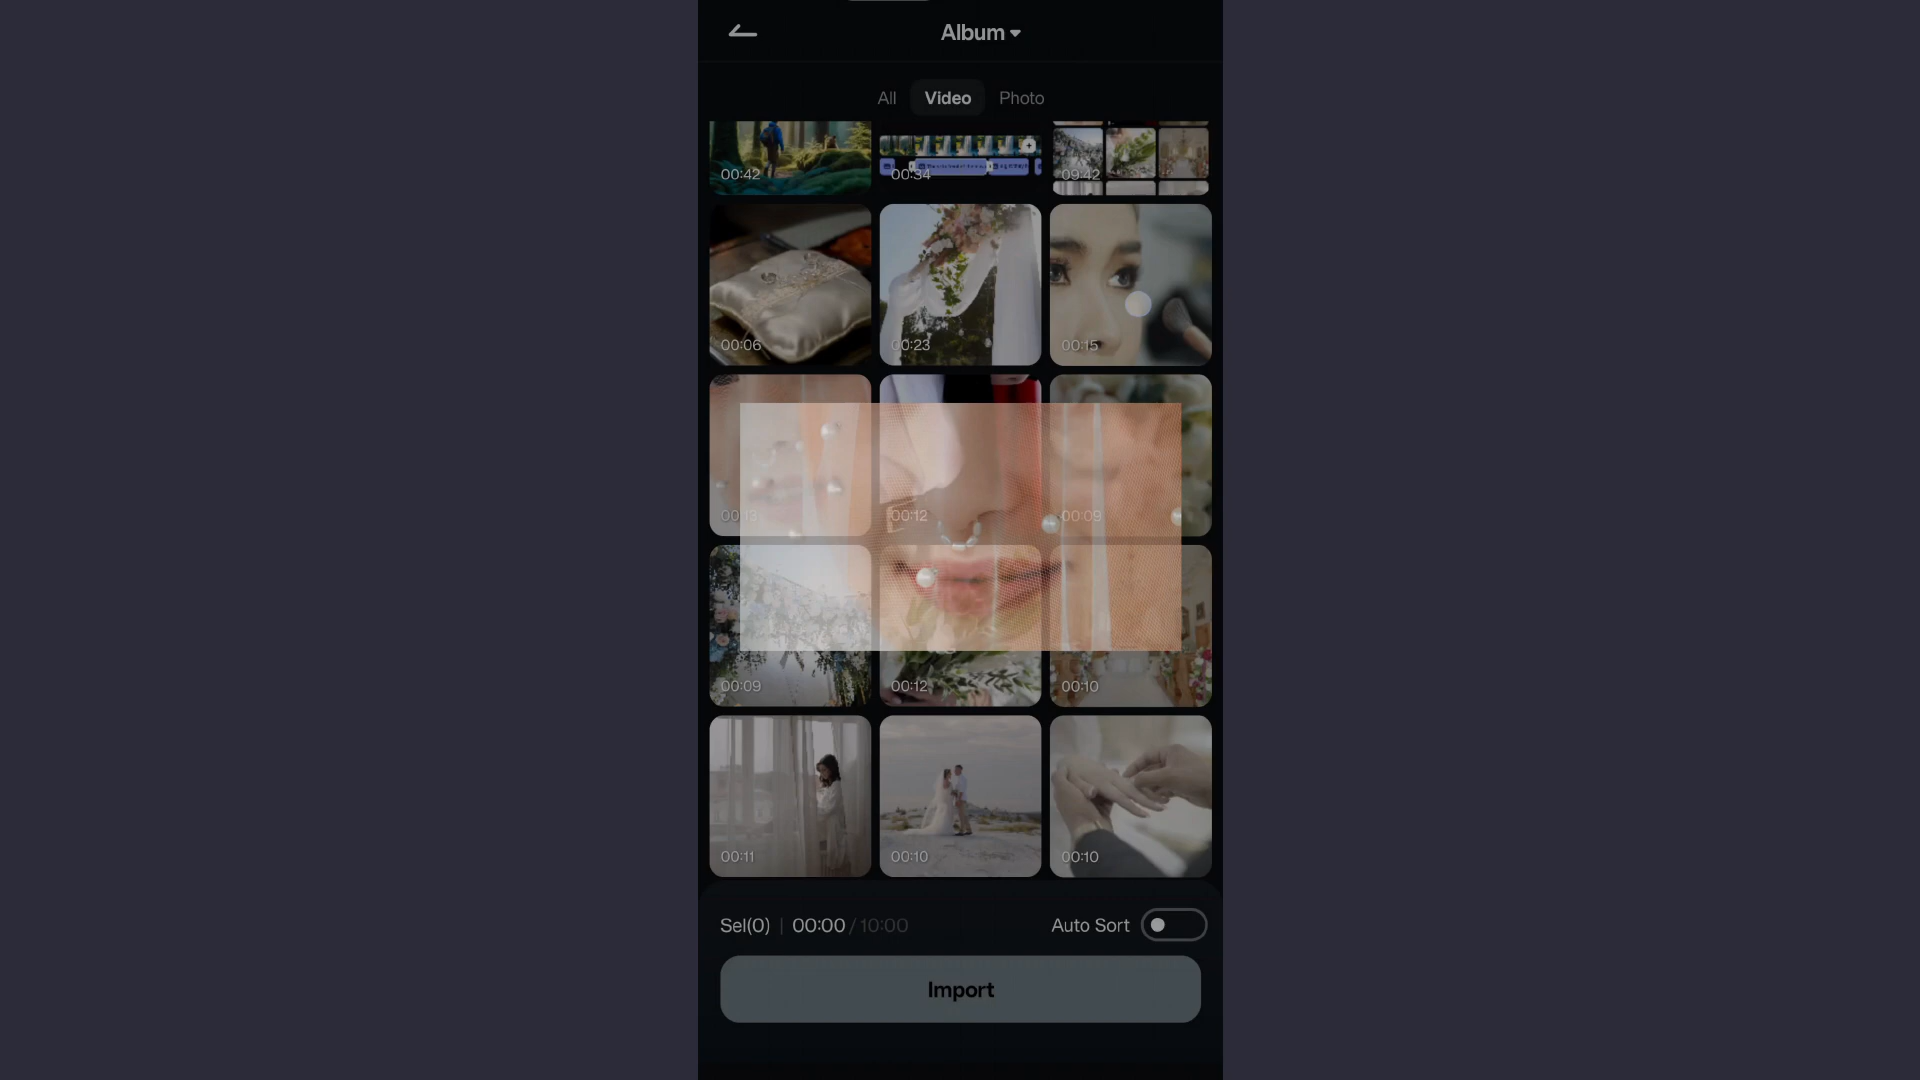 Album
All Video Photo
00:42 00:34 09:42
00:06 00:23 00:15
00:13 00:12 00:09
00:09 00:12 00:10
00:11 00:10 00:10
Sel(0) | 00:00 / 10:00 Auto Sort
Import